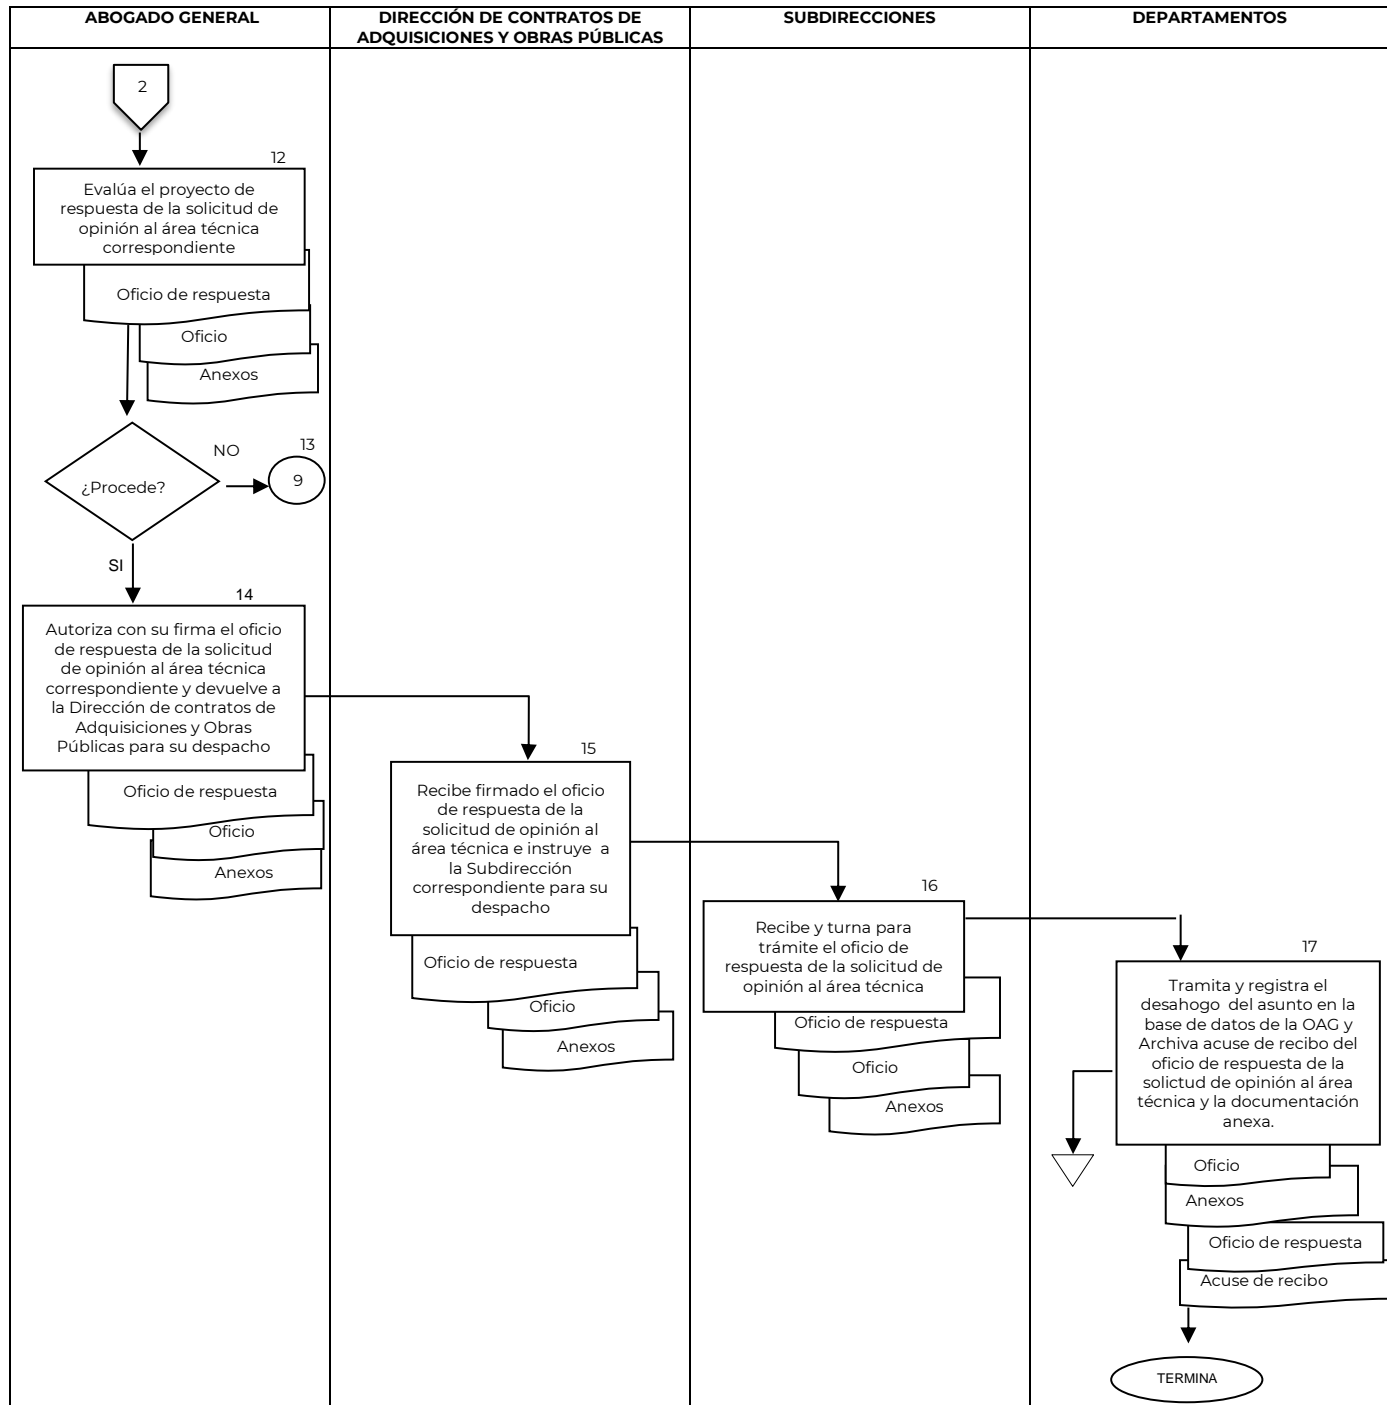 ABOGADO GENERAL
DIRECCIÓN DE CONTRATOS DE
ADQUISICIONES Y OBRAS PÚBLICAS
SUBDIRECCIONES
DEPARTAMENTOS
2
12
Evalúa el proyecto de
respuesta de la solicitud de
opinión al área técnica
correspondiente
Oficio de respuesta
Oficio
Anexos
¿Procede?
NO
13
9
SI
14
Autoriza con su firma el oficio
de respuesta de la solicitud
de opinión al área técnica
correspondiente y devuelve a
la Dirección de contratos de
Adquisiciones y Obras
Públicas para su despacho
Oficio de respuesta
Oficio
Anexos
15
Recibe firmado el oficio
de respuesta de la
solicitud de opinión al
área técnica e instruye a
la Subdirección
correspondiente para su
despacho
Oficio de respuesta
Oficio
Anexos
16
Recibe y turna para
trámite el oficio de
respuesta de la solicitud de
opinión al área técnica
Oficio de respuesta
Oficio
Anexos
17
Tramita y registra el
desahogo del asunto en la
base de datos de la OAG y
Archiva acuse de recibo del
oficio de respuesta de la
solictud de opinión al área
técnica y la documentación
anexa.
Oficio
Anexos
Oficio de respuesta
Acuse de recibo
TERMINA